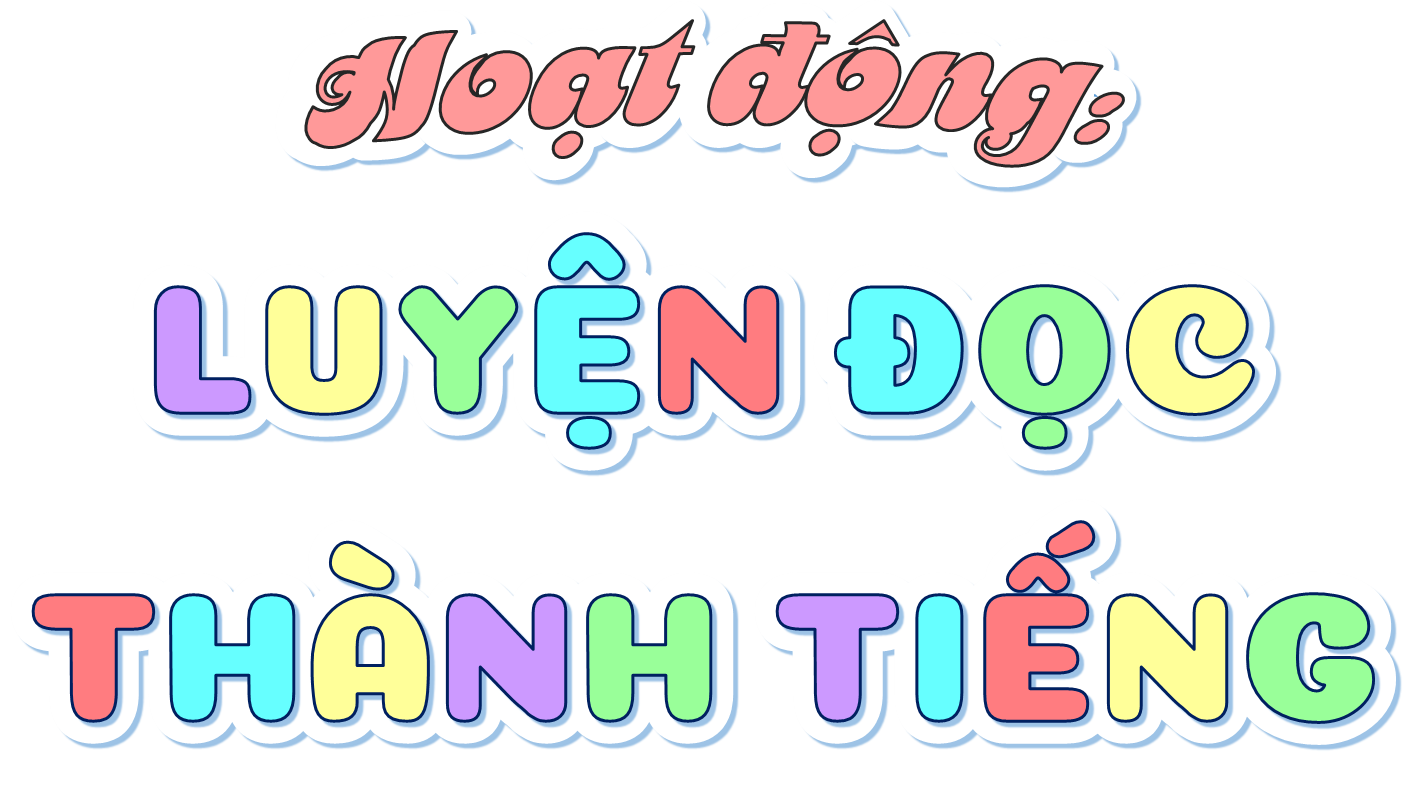 Hoạt động:
LUYỆN ĐỌC
THÀNH TIẾNG